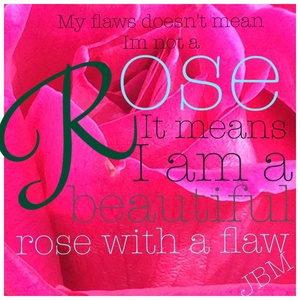 My flaws doesn't mean
Im not a
Rose
It means
I am a
beautiful
rose with a flaw
JBM